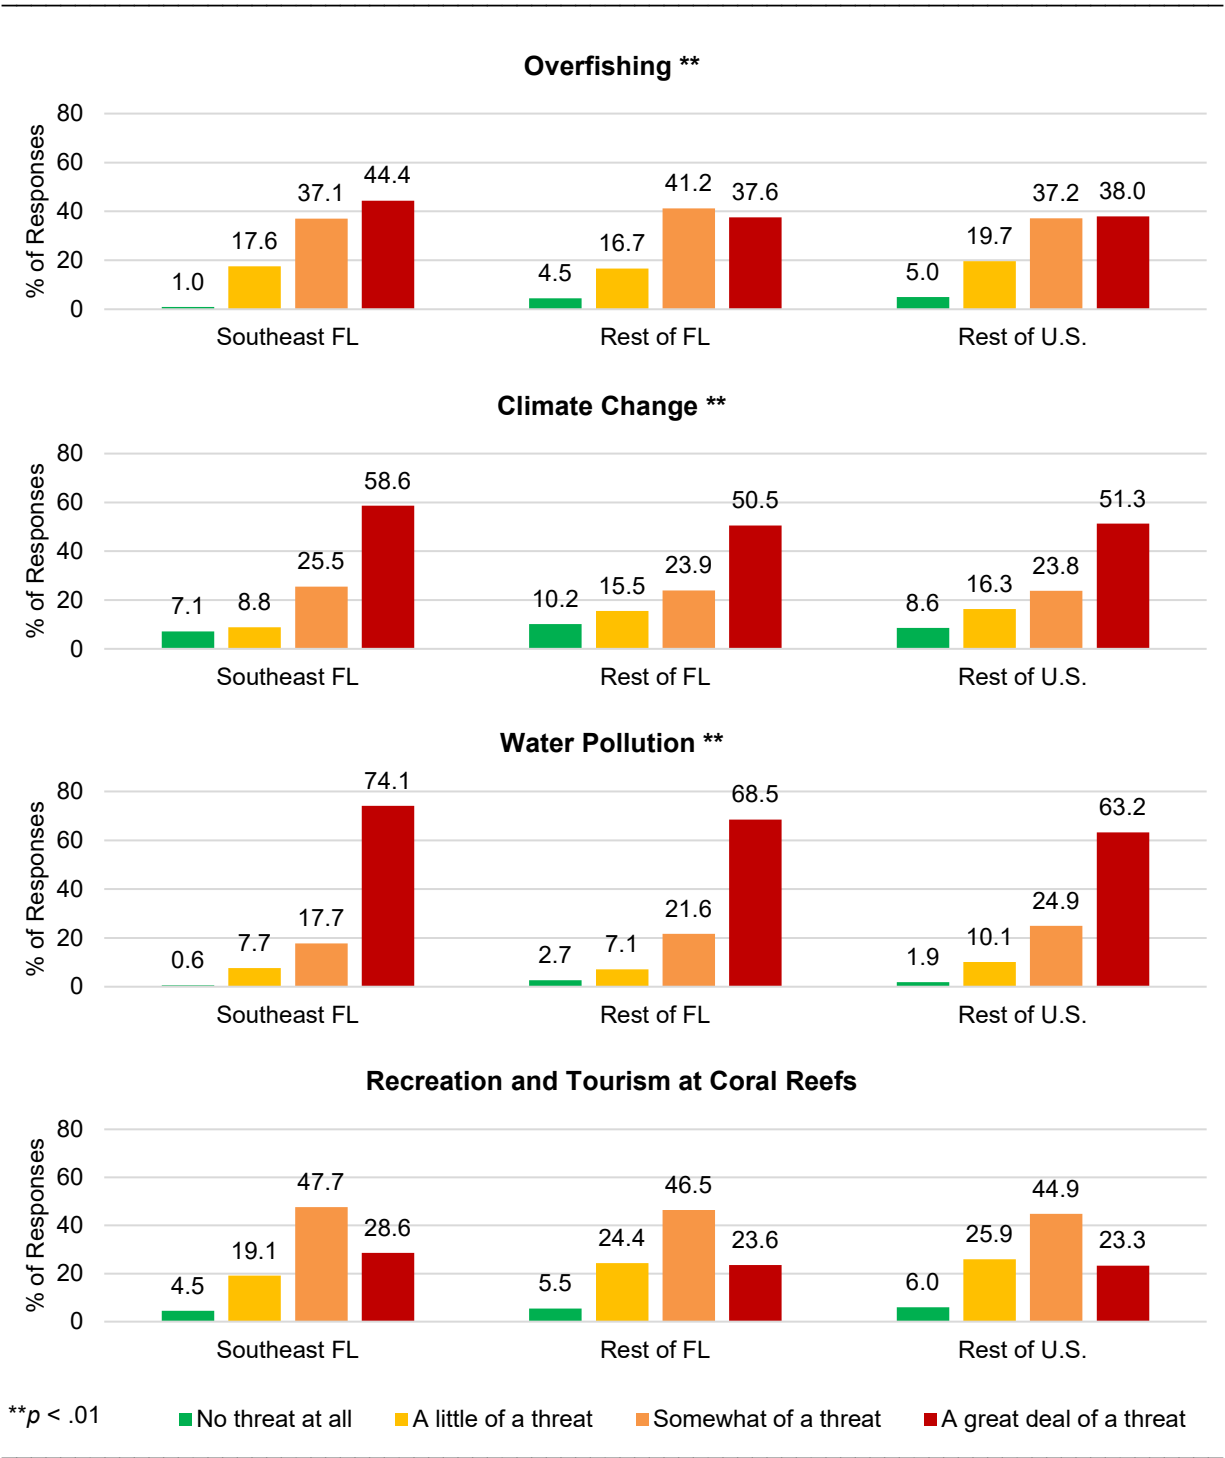 Overfishing **
% of Responses
80
60
40
20
0
1.0 17.6 37.1 44.4
4.5 16.7 41.2 37.6
5.0 19.7 37.2 38.0
Southeast FL Rest of FL Rest of U.S.
Climate Change **
% of Responses
80
60
40
20
0
7.1 8.8 25.5 58.6
10.2 15.5 23.9 50.5
8.6 16.3 23.8 51.3
Southeast FL Rest of FL Rest of U.S.
Water Pollution **
% of Responses
80
60
40
20
0
0.6 7.7 17.7 74.1
2.7 7.1 21.6 68.5
1.9 10.1 24.9 63.2
Southeast FL Rest of FL Rest of U.S.
Recreation and Tourism at Coral Reefs
% of Responses
80
60
40
20
0
4.5 19.1 47.7 28.6
5.5 24.4 46.5 23.6
6.0 25.9 44.9 23.3
Southeast FL Rest of FL Rest of U.S.
**p < .01 No threat at all A little of a threat Somewhat of a threat A great deal of a threat